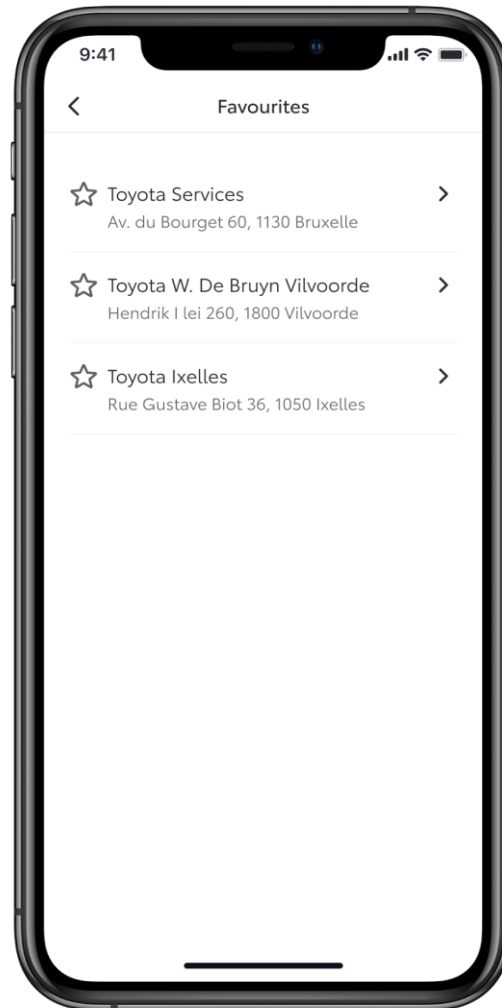 9:41
Favourites
Toyota Services
Av. du Bourget 60, 1130 Bruxelle
Toyota W. De Bruyn Vilvoorde
Hendrik I lei 260, 1800 Vilvoorde
Toyota Ixelles
Rue Gustave Biot 36, 1050 Ixelles